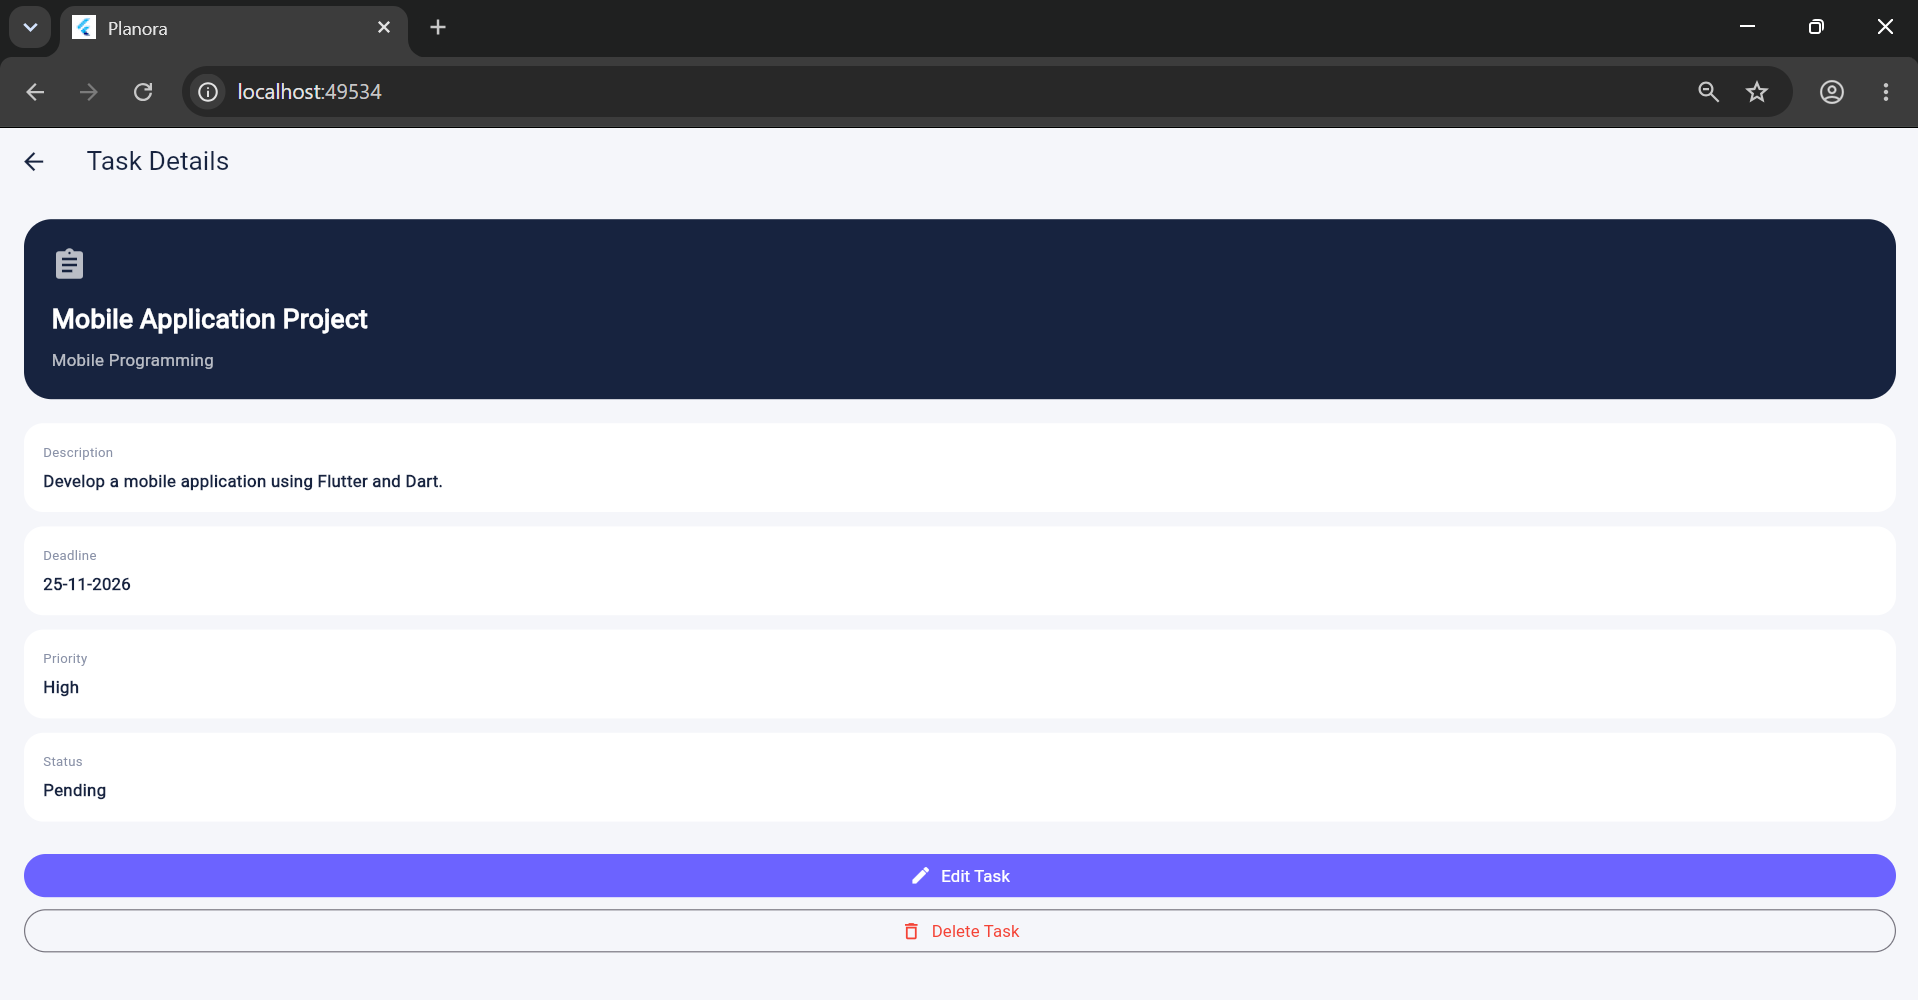 Planora
localhost:49534
Task Details
Mobile Application Project
Mobile Programming
Description
Develop a mobile application using Flutter and Dart.
Deadline
25-11-2026
Priority
High
Status
Pending
Edit Task
Delete Task